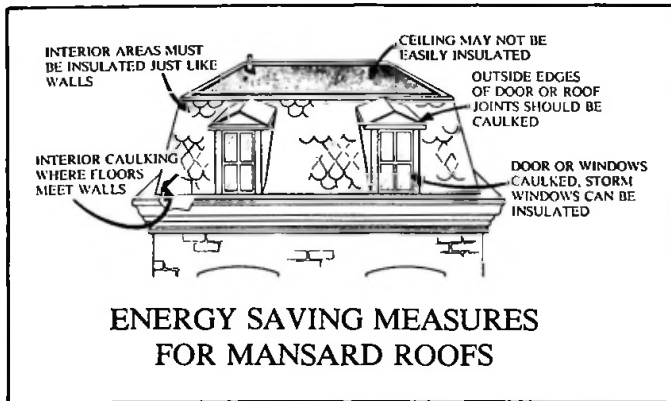 INTERIOR AREAS MUST
BE INSULATED JUST LIKE
WALLS
CEILING MAY NOT BE
EASILY INSULATED
OUTSIDE EDGES
OF DOOR OR ROOF
JOINTS SHOULD BE
CAULKED
INTERIOR CAULKING
WHERE FLOORS
MEET WALLS
DOOR OR WINDOWS
CAULKED, STORM
WINDOWS CAN BE
INSULATED
ENERGY SAVING MEASURES
FOR MANSARD ROOFS